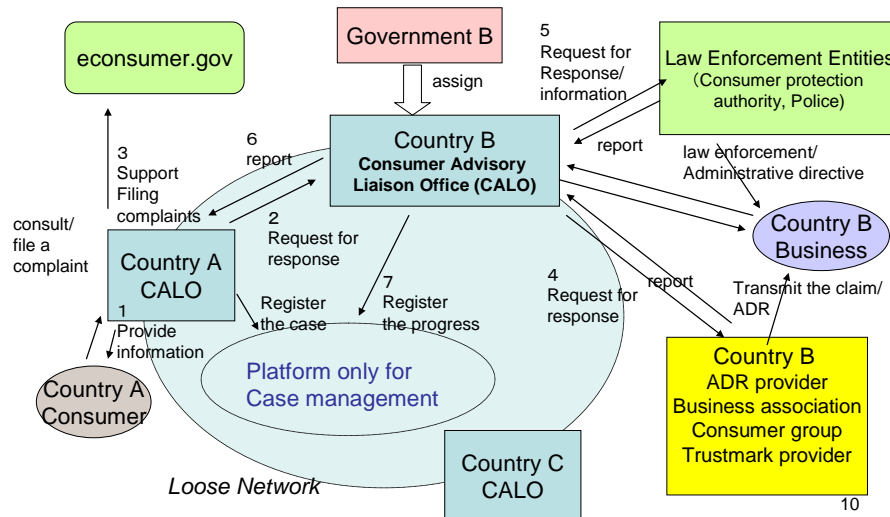 econsumer.gov
Government B
assign
5
Request for
Response/
information
Law Enforcement Entities
（Consumer protection
authority, Police)
report
law enforcement/
Administrative directive
Country B
Consumer Advisory
Liaison Office (CALO)
6
report
3
Support
Filing
complaints
consult/
file a
complaint
2
Request for
response
Country A
CALO
Country B
Business
1
Provide
information
Register
the case
7
Register
the progress
4
Request for
response
report
Transmit the claim/
ADR
Platform only for
Case management
Country A
Consumer
Country B
ADR provider
Business association
Consumer group
Trustmark provider
Country C
CALO
Loose Network
10